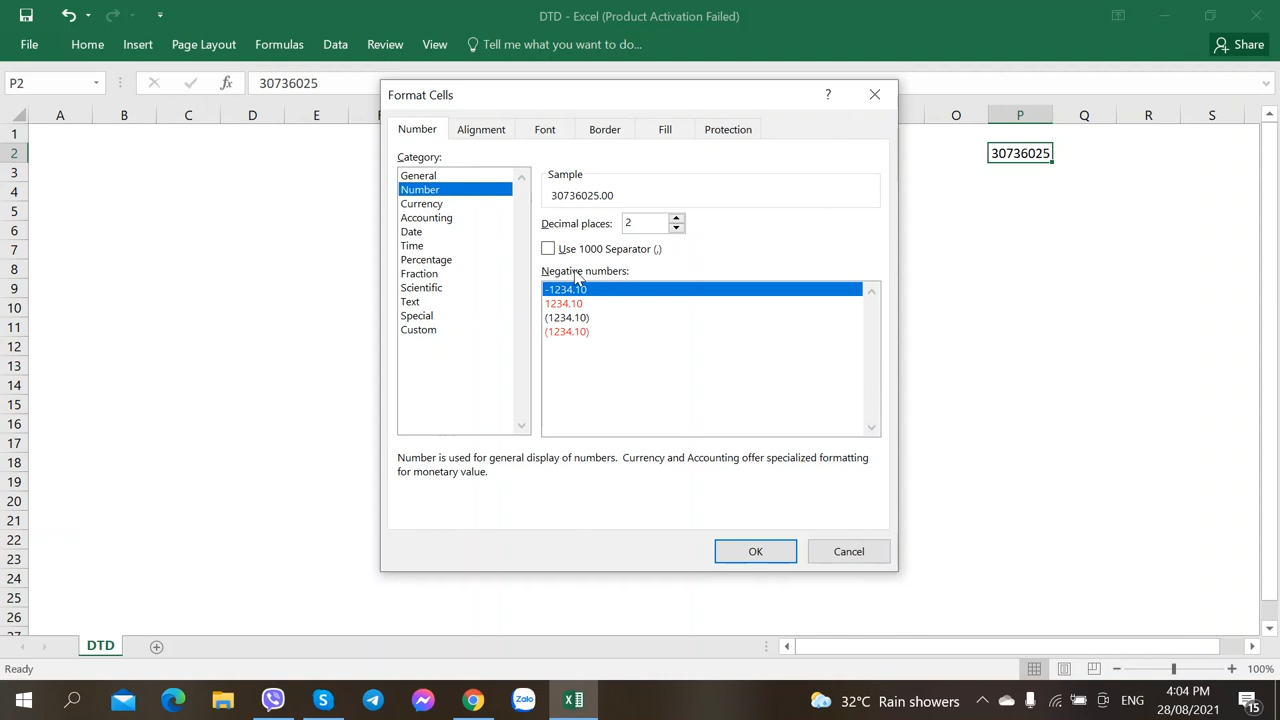 DTD - Excel (Product Activation Failed)
File Home Insert Page Layout Formulas Data Review View Tell me what you want to do... Share
P2 fx 30736025
Format Cells ?
A B C D E O P Q R S
Number Alignment Font Border Fill Protection
1
2
3
4
5
6
7
8
9
10
11
12
13
14
15
16
17
18
19
20
21
22
23
24
25
26
27
30736025
Category:
General
Number
Currency
Accounting
Date
Time
Percentage
Fraction
Scientific
Text
Special
Custom
Sample
30736025.00
Decimal places: 2
Use 1000 Separator (,)
Negative numbers:
-1234.10
1234.10
(1234.10)
(1234.10)
Number is used for general display of numbers. Currency and Accounting offer specialized formatting
for monetary value.
OK Cancel
DTD
Ready 100%
Zalo 32°C Rain showers ENG 4:04 PM
28/08/2021 15